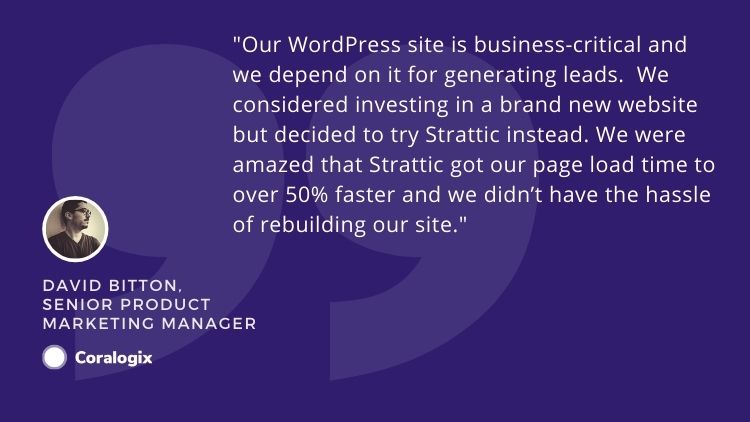 "Our WordPress site is business-critical and
we depend on it for generating leads.  We
considered investing in a brand new website
but decided to try Strattic instead. We were
amazed that Strattic got our page load time to
over 50% faster and we didn’t have the hassle
of rebuilding our site."
DAVID BITTON,
SENIOR PRODUCT
MARKETING MANAGER
Coralogix